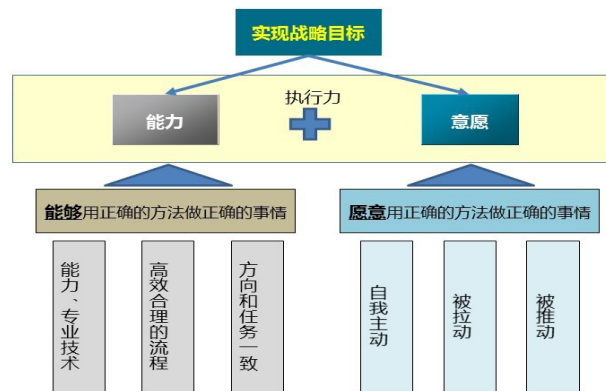 实现战略目标
执行力
能力
意愿
能够用正确的方法做正确的事情
愿意用正确的方法做正确的事情
能力、专业技术
高效合理的流程
方向和任务一致
自我主动
被拉动
被推动